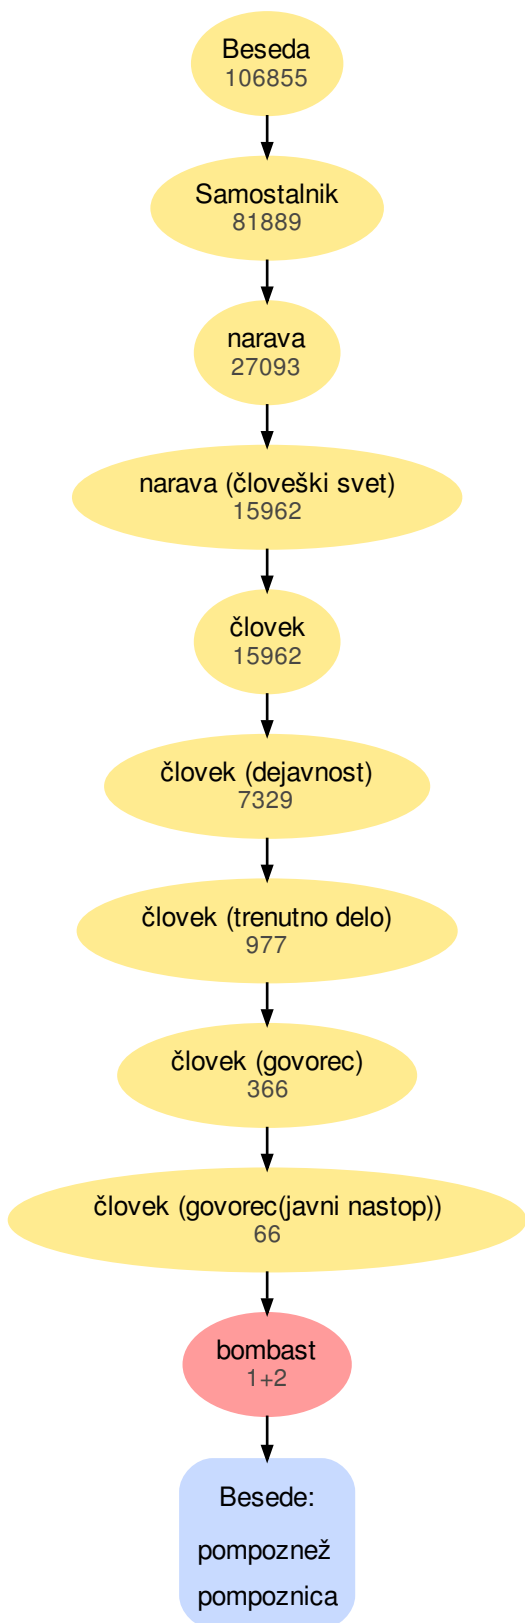 Beseda
106855
Samostalnik
81889
narava
27093
narava (človeški svet)
15962
človek
15962
človek (dejavnost)
7329
človek (trenutno delo)
977
človek (govorec)
366
človek (govorec(javni nastop))
66
bombast
1+2
Besede:
pompoznež
pompoznica